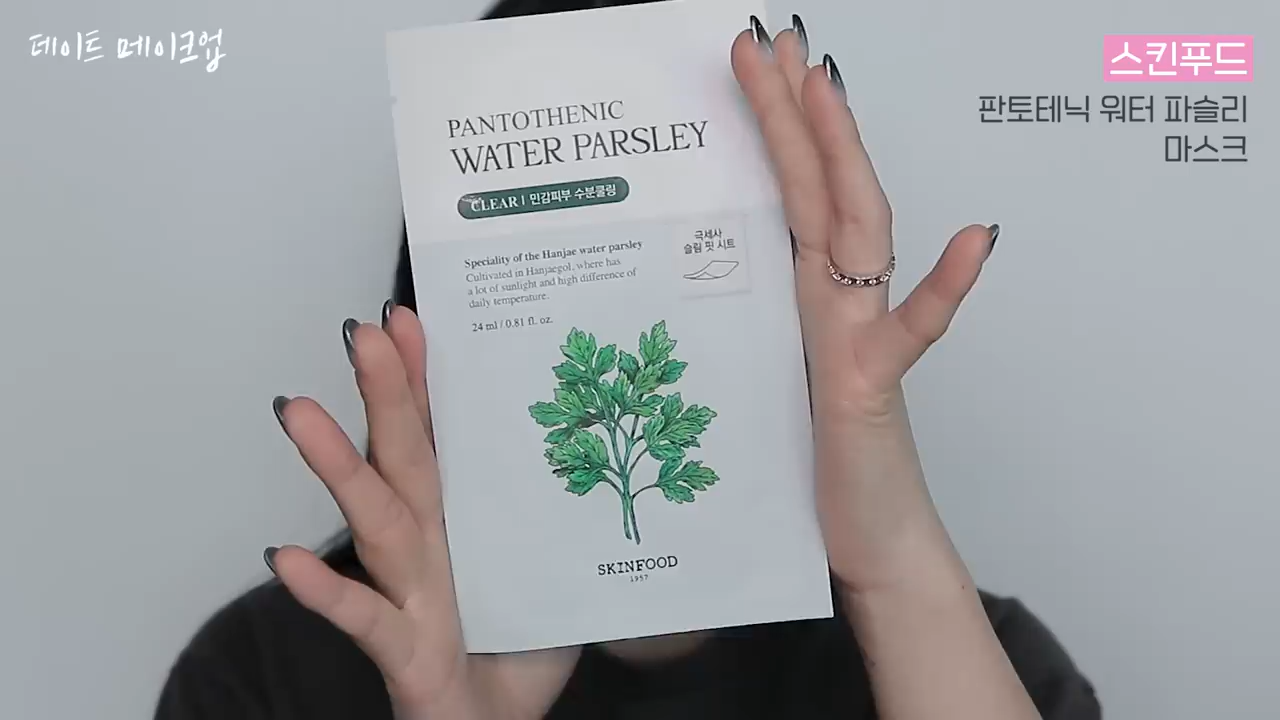 데이트 메이크업
스킨푸드
판토테닉 워터 파슬리
마스크
PANTOTHENIC
WATER PARSLEY
CLEAR | 민감피부 수분쿨링
극세사
슬림 핏 시트
Speciality of the Hanjae water parsley
Cultivated in Hanjaegol, where has
a lot of sunlight and high difference of
daily temperature.
24 ml / 0.81 fl. oz.
SKINFOOD
1957